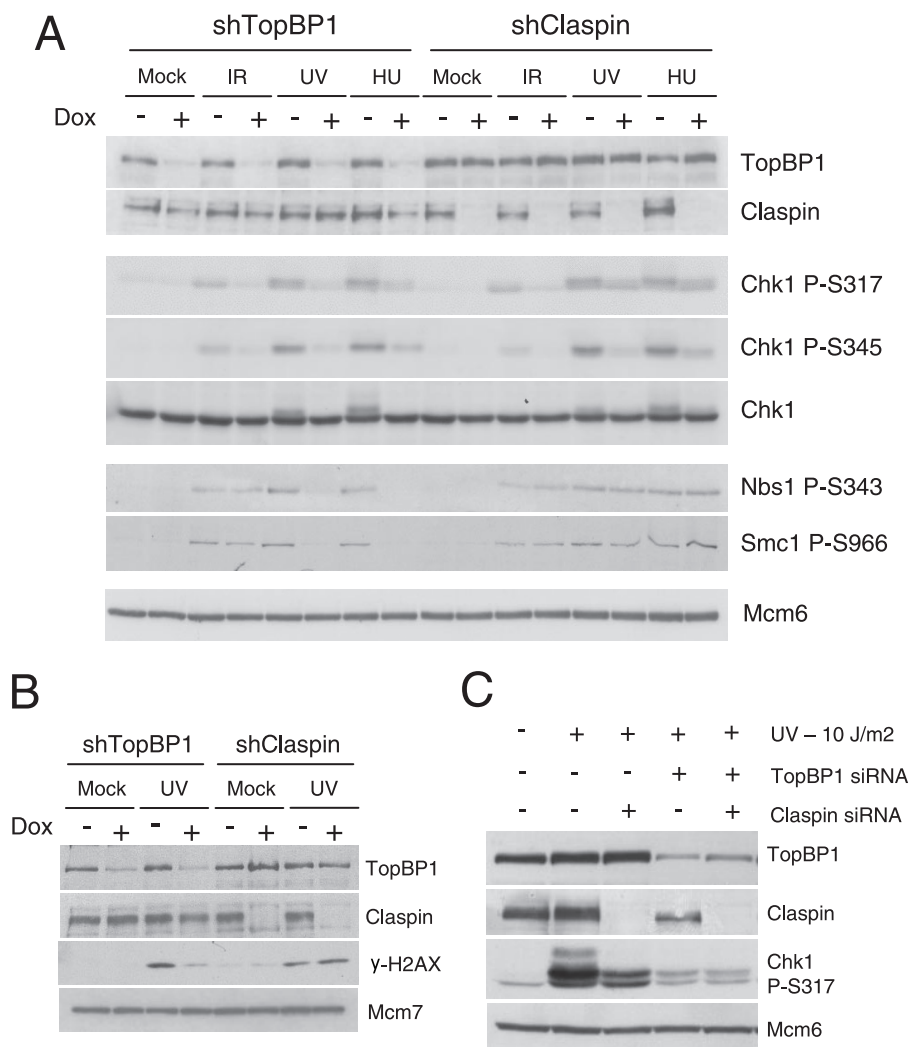 A
shTopBP1 shClaspin
Mock IR UV HU Mock IR UV HU
Dox - + - + - + - + - + - + - + - +
TopBP1
Claspin
Chk1 P-S317
Chk1 P-S345
Chk1
Nbs1 P-S343
Smc1 P-S966
Mcm6
B
shTopBP1 shClaspin
Mock UV Mock UV
Dox - + - + - + - +
TopBP1
Claspin
y-H2AX
Mcm7
C
- + + + + UV – 10 J/m2
- - - + + TopBP1 siRNA
- - + - + Claspin siRNA
TopBP1
Claspin
Chk1
P-S317
Mcm6